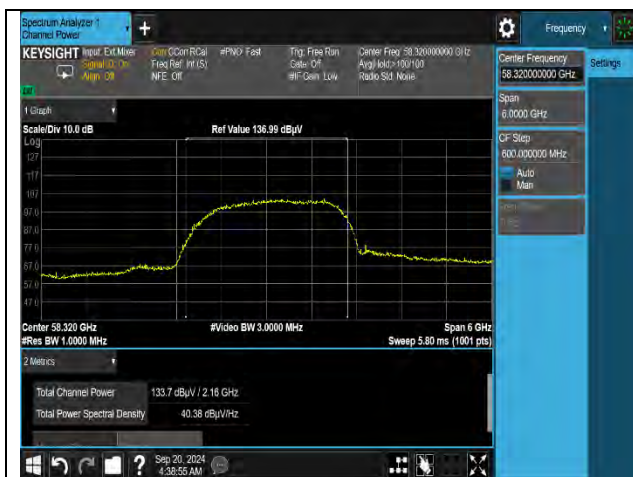 Spectrum Analyzer 1
Channel Power
+
Frequency
KEYSIGHT Input: Ext Mixer
Signal ID: On
Align: Off
Corr CCorr RCal
Freq Ref: Int (S)
NFE: Off
#PNO: Fast
Trig: Free Run
Gate: Off
#IF Gain: Low
Center Freq: 58.320000000 GHz
Avg|Hold:>100/100
Radio Std: None
Center Frequency
58.320000000 GHz
Settings
Span
6.0000 GHz
CF Step
600.000000 MHz
Auto
Man
1 Graph
Scale/Div 10.0 dB
Ref Value 136.99 dBµV
Log
127
117
107
97.0
87.0
77.0
67.0
57.0
47.0
Center 58.320 GHz
#Video BW 3.0000 MHz
Span 6 GHz
#Res BW 1.0000 MHz
Sweep 5.80 ms (1001 pts)
2 Metrics
Total Channel Power 133.7 dBµV / 2.16 GHz
Total Power Spectral Density 40.38 dBµV/Hz
?
Sep 20, 2024
4:38:55 AM